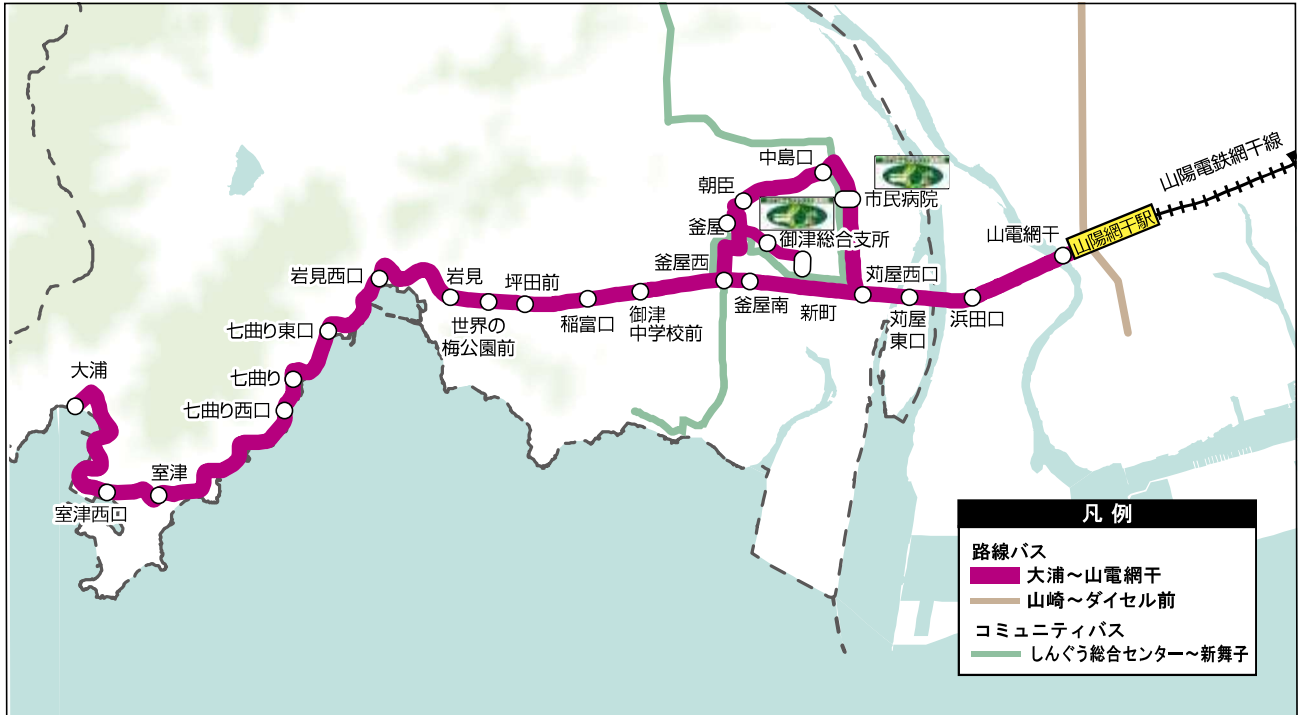 山陽電鉄網干線
中島口
朝臣
市民病院
釜屋
御津総合支所
山電網干
山陽網干駅
釜屋西
岩見西口
岩見
坪田前
苅屋西口
世界の
梅公園前
稲富口
御津
中学校前
釜屋南
新町
苅屋
東口
浜田口
七曲り東口
大浦
七曲り
七曲り西口
室津
室津西口
凡例
路線バス
大浦～山電網干
山崎～ダイセル前
コミュニティバス
しんぐう総合センター～新舞子